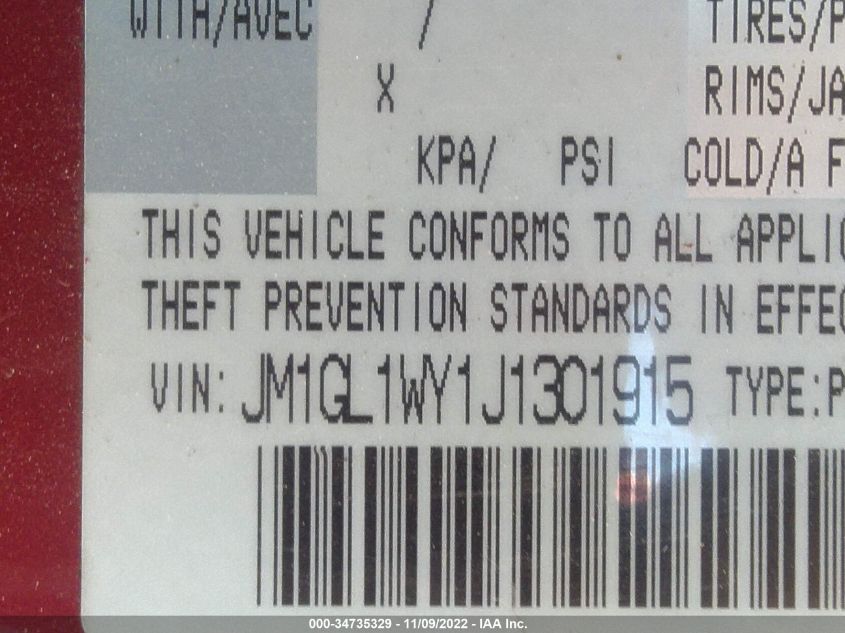 WITH/AVEC / TIRES/P
X RIMS/JA
KPA/ PSI COLD/A F
THIS VEHICLE CONFORMS TO ALL APPLIC
THEFT PREVENTION STANDARDS IN EFFEC
VIN: JM1GL1WY1J1301915 TYPE:P
000-34735329 - 11/09/2022 - IAA Inc.